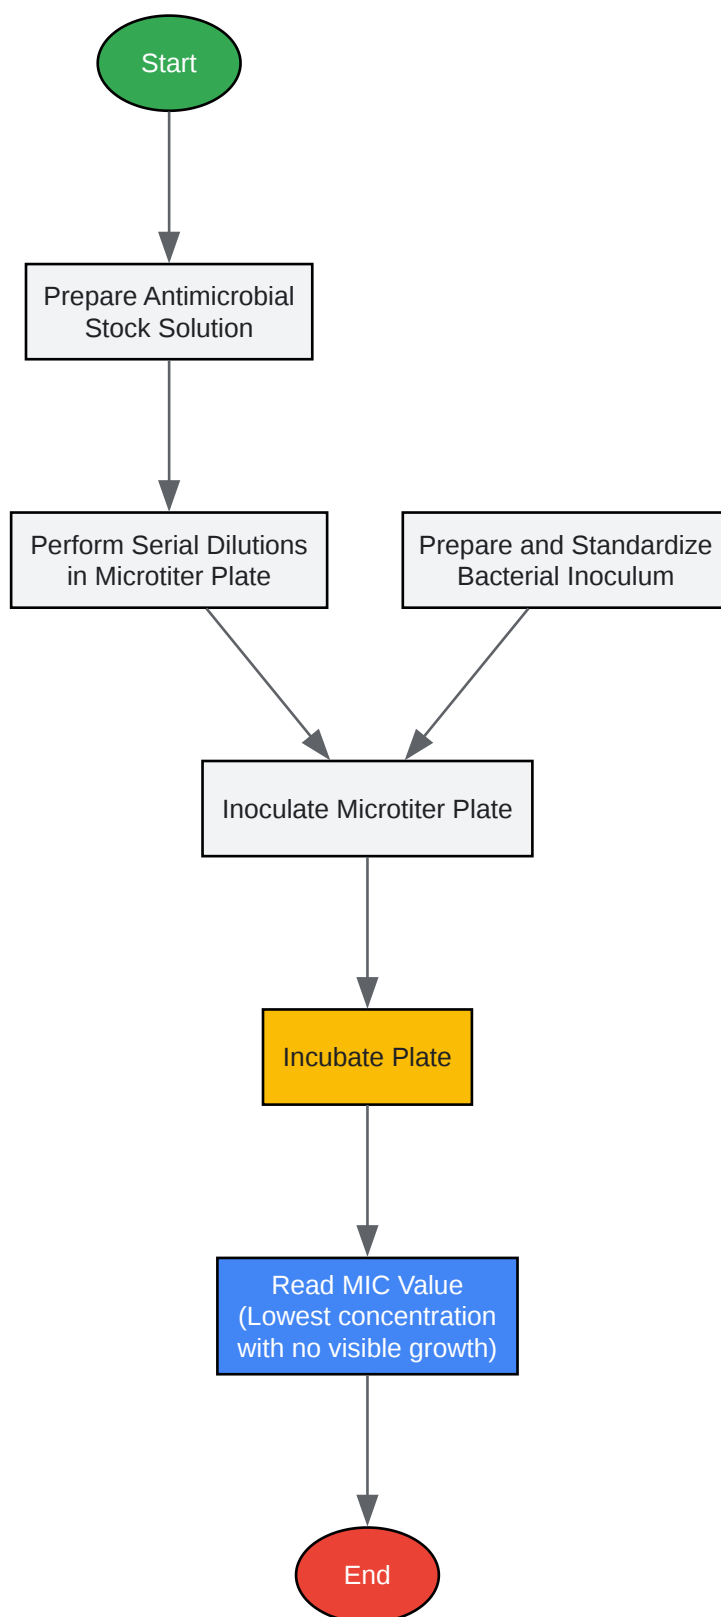 Start
Prepare Antimicrobial
Stock Solution
Perform Serial Dilutions
in Microtiter Plate
Prepare and Standardize
Bacterial Inoculum
Inoculate Microtiter Plate
Incubate Plate
Read MIC Value
(Lowest concentration
with no visible growth)
End